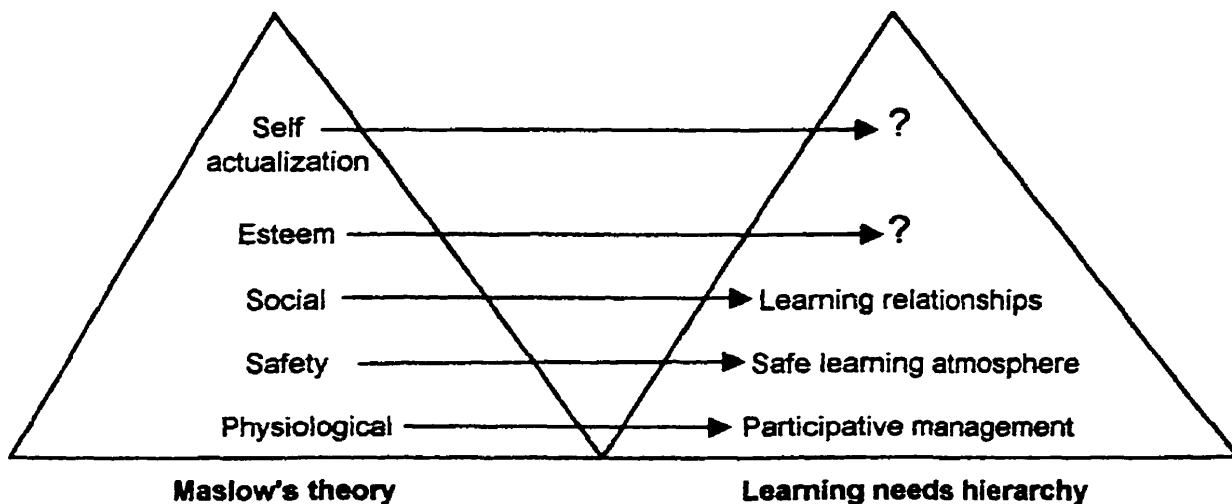 Self
actualization
?
Esteem
?
Social
Learning relationships
Safety
Safe learning atmosphere
Physiological
Participative management
Maslow's theory
Learning needs hierarchy